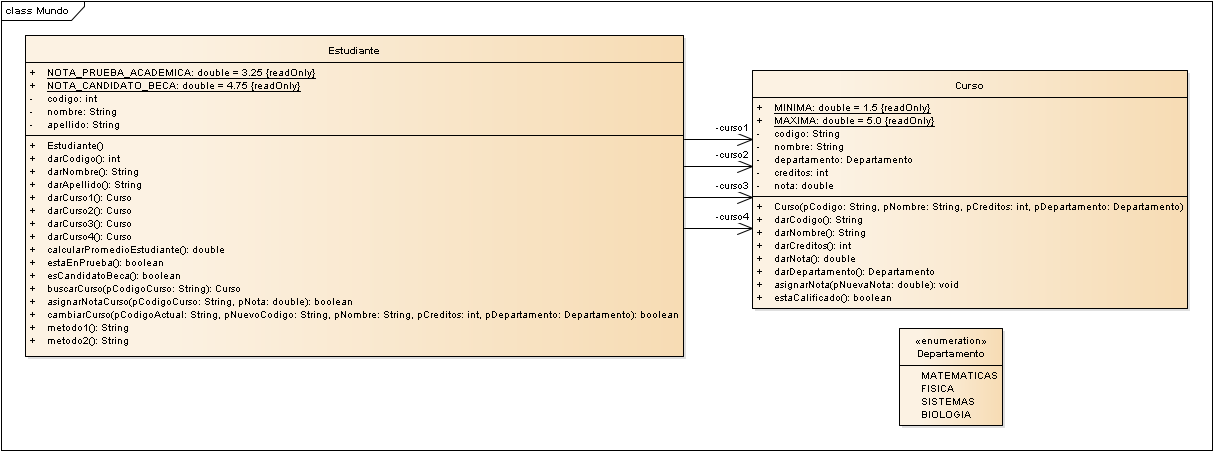 class Mundo
Estudiante
+ NOTA_PRUEBA_ACADEMICA: double = 3.25 {readOnly}
+ NOTA_CANDIDATO_BECA: double = 4.75 {readOnly}
- codigo: int
- nombre: String
- apellido: String
+ Estudiante()
+ darCodigo(): int
+ darNombre(): String
+ darApellido(): String
+ darCurso1(): Curso
+ darCurso2(): Curso
+ darCurso3(): Curso
+ darCurso4(): Curso
+ calcularPromedioEstudiante(): double
+ estaEnPrueba(): boolean
+ esCandidatoBeca(): boolean
+ buscarCurso(pCodigoCurso: String): Curso
+ asignarNotaCurso(pCodigoCurso: String, pNota: double): boolean
+ cambiarCurso(pCodigoActual: String, pNuevoCodigo: String, pNombre: String, pCreditos: int, pDepartamento: Departamento): boolean
+ metodo1(): String
+ metodo2(): String
-curso1
-curso2
-curso3
-curso4
Curso
+ MINIMA: double = 1.5 {readOnly}
+ MAXIMA: double = 5.0 {readOnly}
- codigo: String
- nombre: String
- departamento: Departamento
- creditos: int
- nota: double
+ Curso(pCodigo: String, pNombre: String, pCreditos: int, pDepartamento: Departamento)
+ darCodigo(): String
+ darNombre(): String
+ darCreditos(): int
+ darNota(): double
+ darDepartamento(): Departamento
+ asignarNota(pNuevaNota: double): void
+ estaCalificado(): boolean
«enumeration»
Departamento
MATEMATICAS
FISICA
SISTEMAS
BIOLOGIA